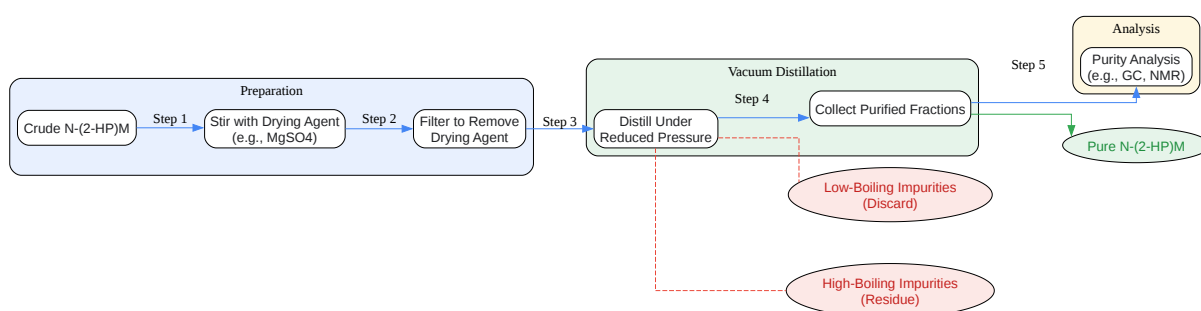 Preparation
Crude N-(2-HP)M
Step 1
Stir with Drying Agent
(e.g., MgSO4)
Step 2
Filter to Remove
Drying Agent
Step 3
Vacuum Distillation
Distill Under
Reduced Pressure
Step 4
Collect Purified Fractions
Step 5
Analysis
Purity Analysis
(e.g., GC, NMR)
Pure N-(2-HP)M
Low-Boiling Impurities
(Discard)
High-Boiling Impurities
(Residue)